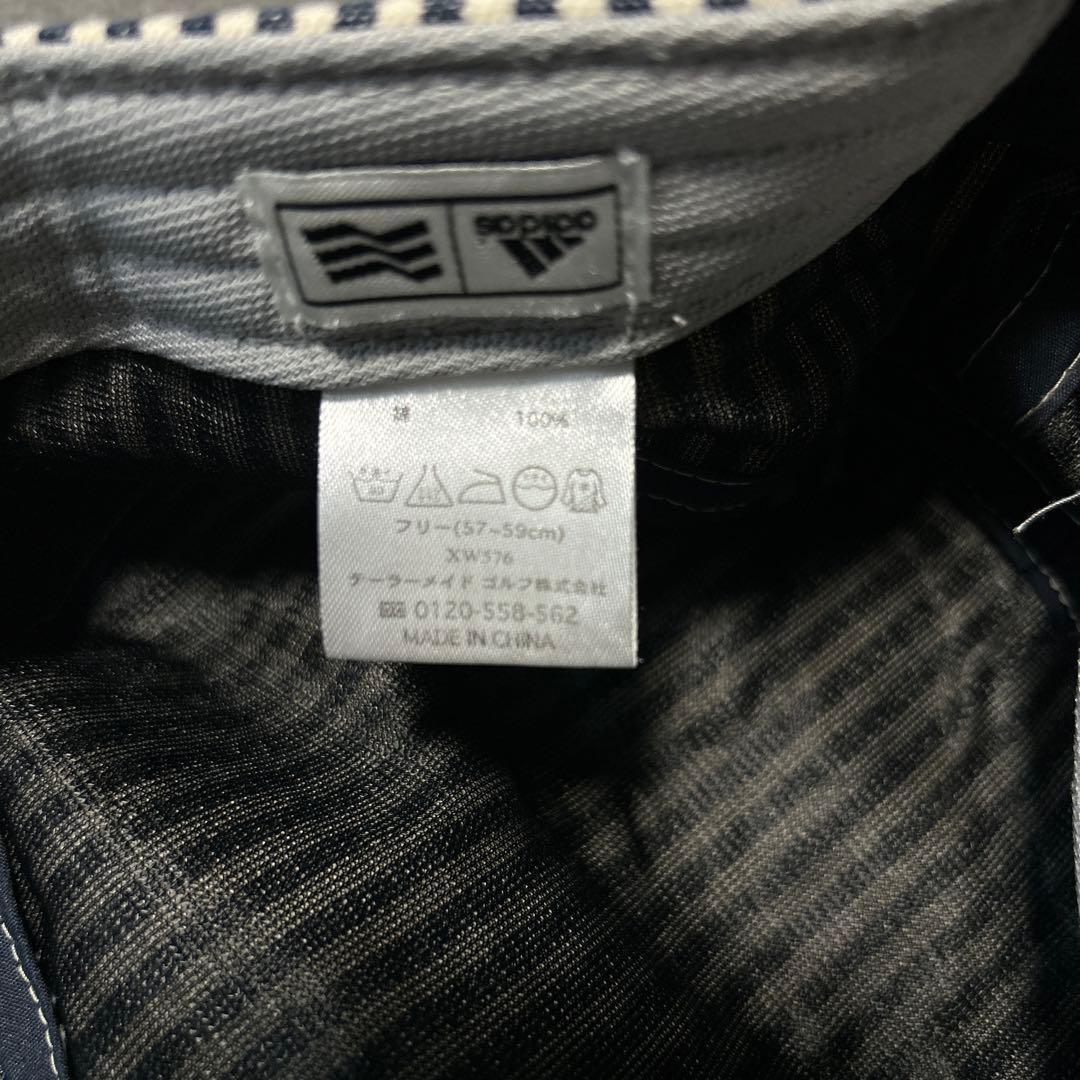 adidas
綿 100%
フリー(57~59cm)
XW576
テーラーメイド ゴルフ株式会社
0120-558-562
MADE IN CHINA